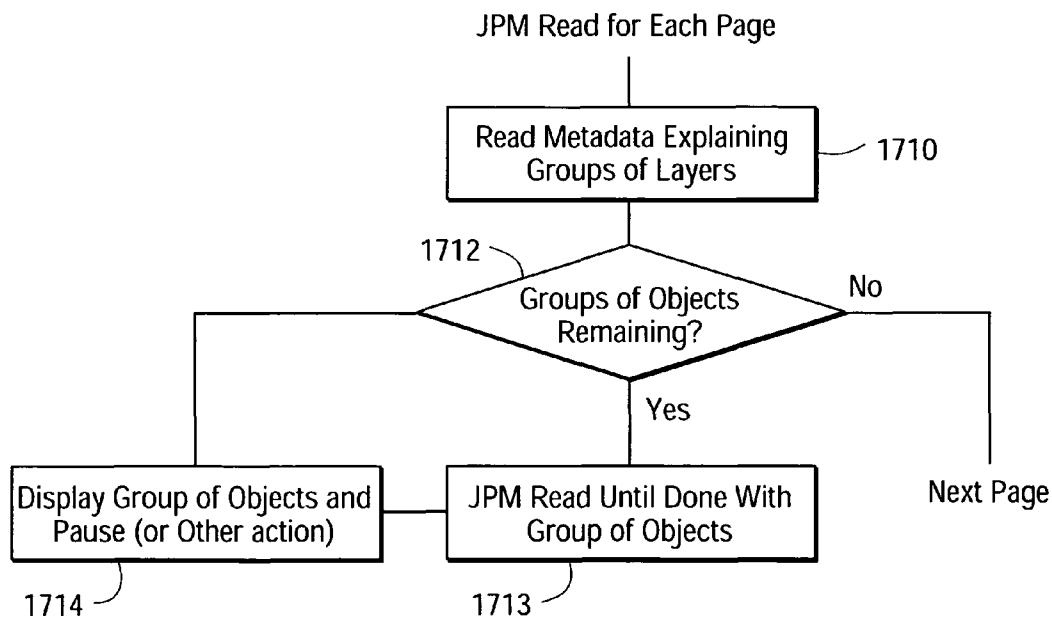 JPM Read for Each Page
Read Metadata Explaining
Groups of Layers
1710
1712
Groups of Objects
Remaining?
No
Yes
Display Group of Objects and
Pause (or Other action)
JPM Read Until Done With
Group of Objects
Next Page
1714
1713